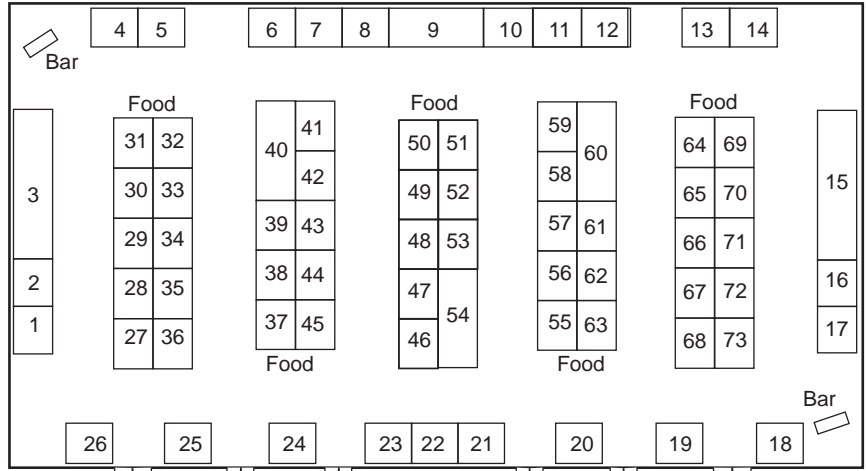 4 5 6 7 8 9 10 11 12 13 14
Bar
Food Food Food
31 32 41 50 51 59 64 69
40 60
30 33 42 49 52 58 65 70
3 15
29 34 39 43 48 53 57 61 66 71
2 28 35 38 44 47 56 62 67 72 16
54
1 27 36 37 45 46 55 63 68 73 17
Food Food
Bar
26 25 24 23 22 21 20 19 18